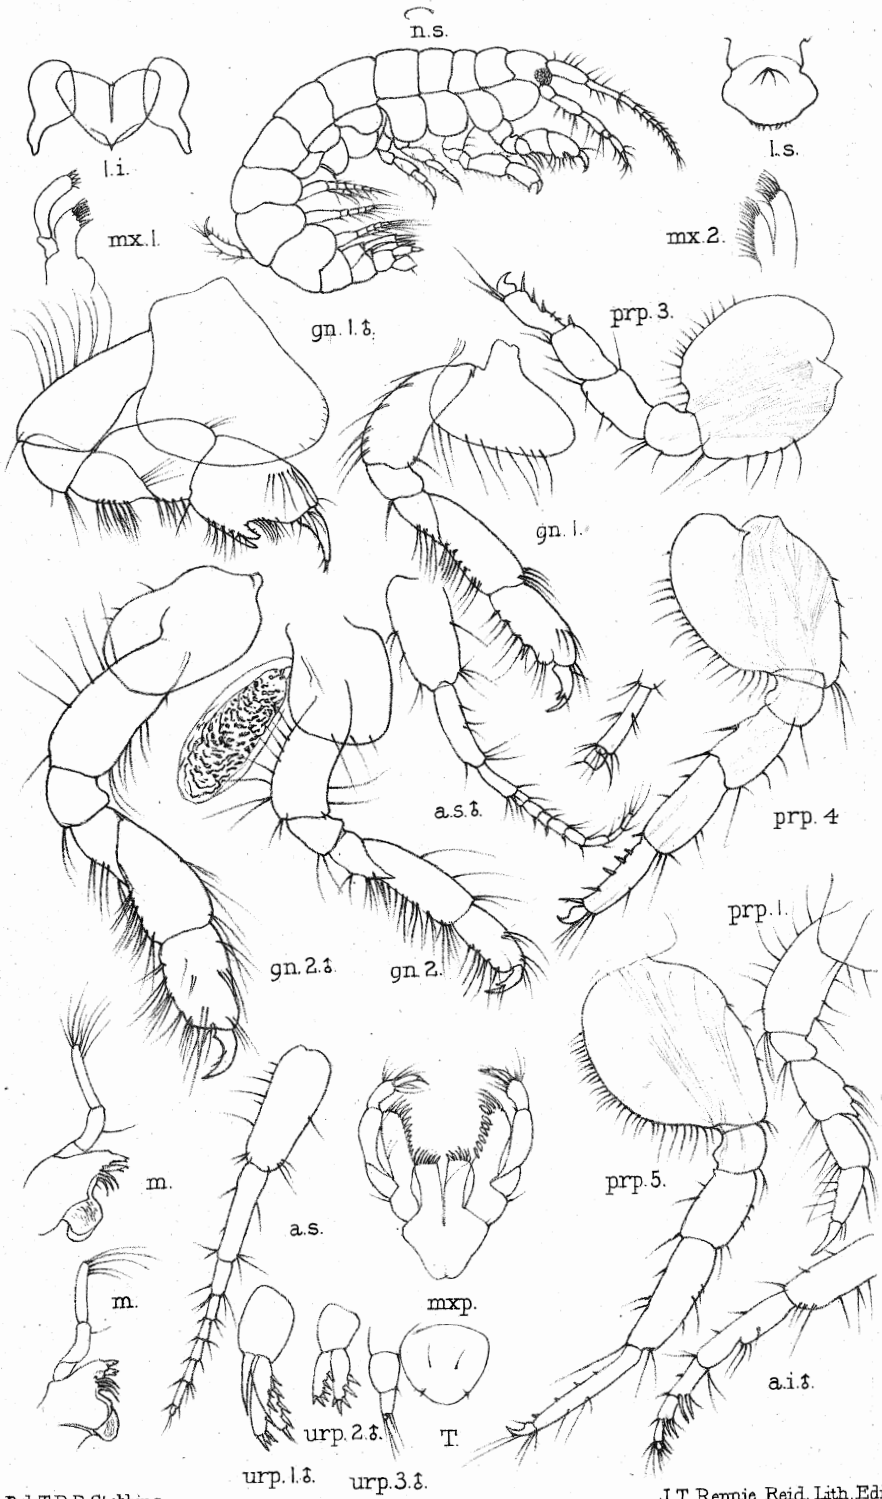 n.s.
l.i.
l.s.
mx.1.
mx.2.
gn.1.♂.
prp.3.
gn.1.
a.s.♂.
prp.4
prp.1.
gn.2.♂.
gn.2.
m.
prp.5.
a.s.
m.
mxp.
a.i.♂.
urp.2.♂.
T.
urp.1.♂.
urp.3.♂.
J.T. Rennie Reid, Lith. Edi